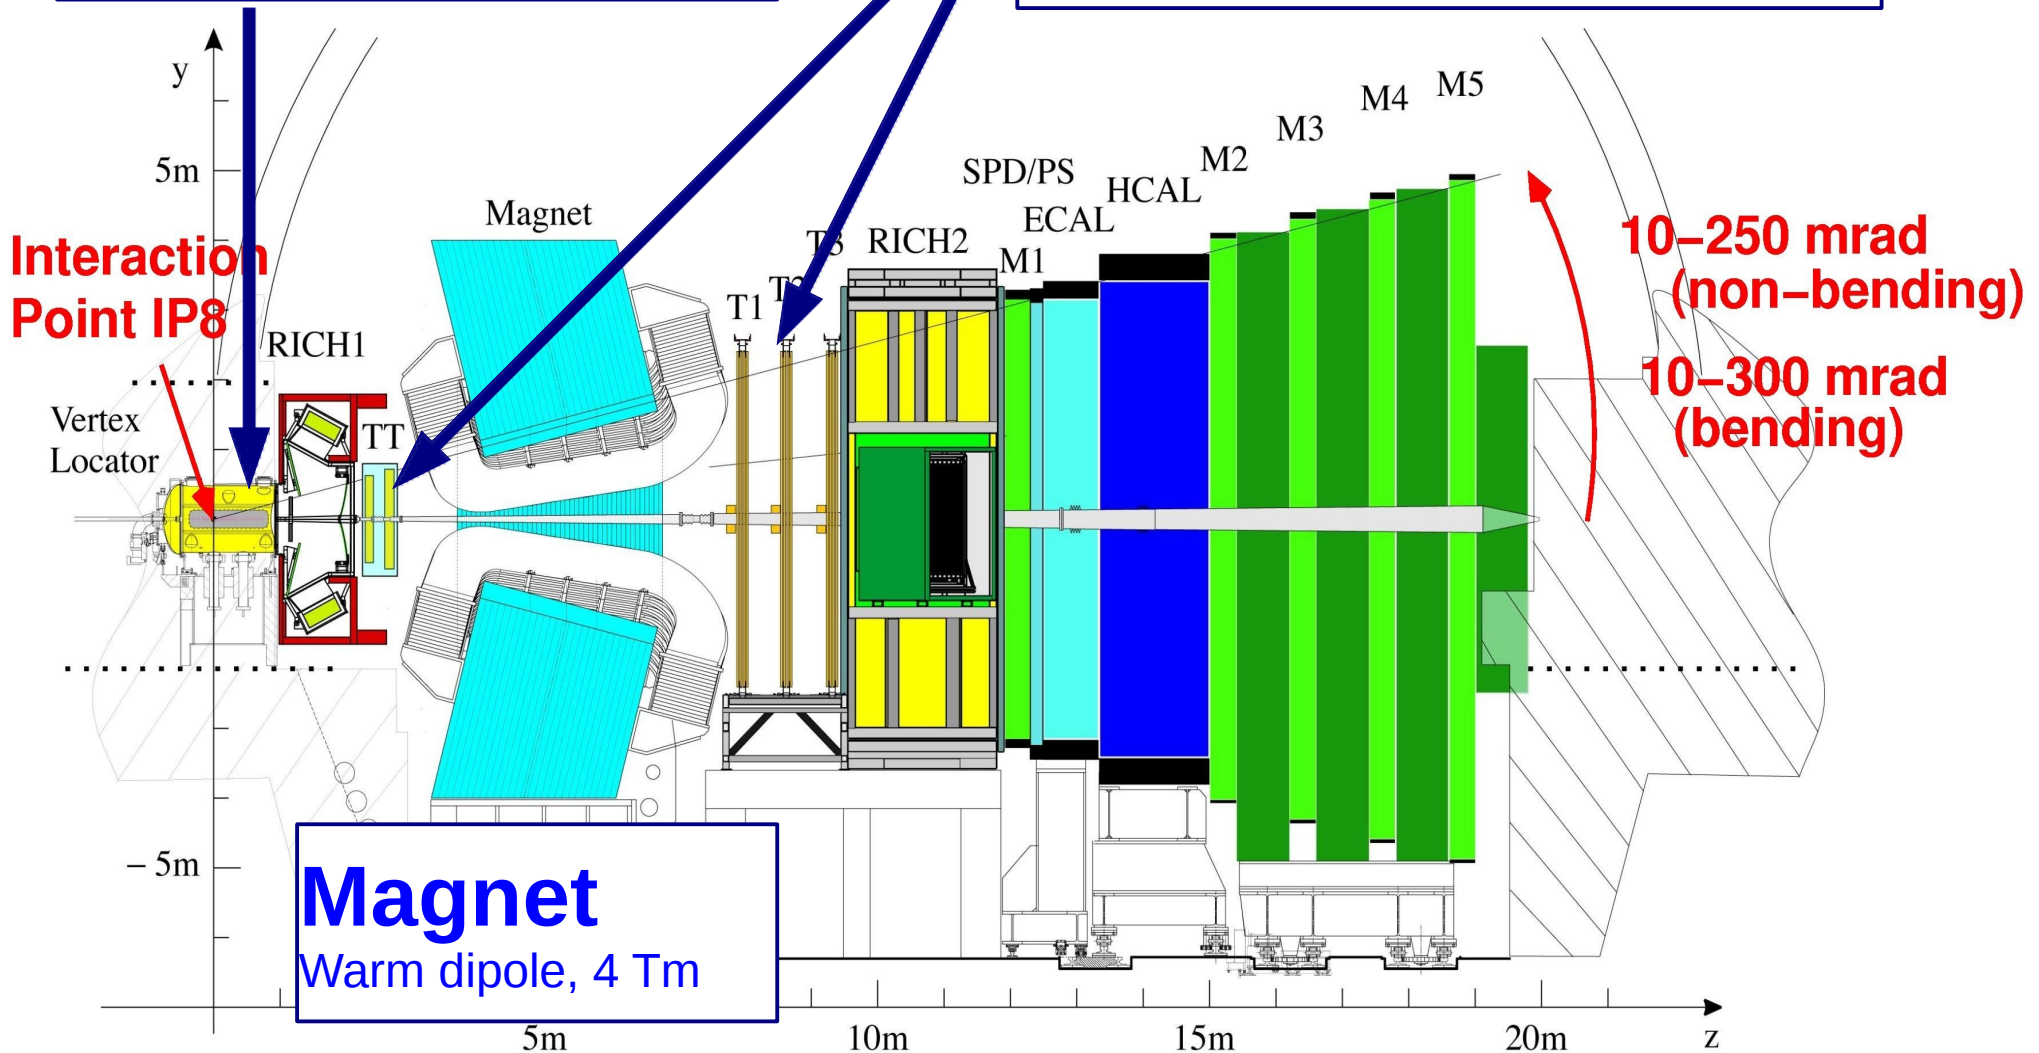 y
M5
M4
M3
M2
5m
SPD/PS
HCAL
Magnet
ECAL
Interaction
Point IP8
T3
RICH2
M1
10–250 mrad
(non–bending)
T2
T1
RICH1
10–300 mrad
(bending)
Vertex
Locator
TT
– 5m
Magnet
Warm dipole, 4 Tm
5m
10m
15m
20m
z